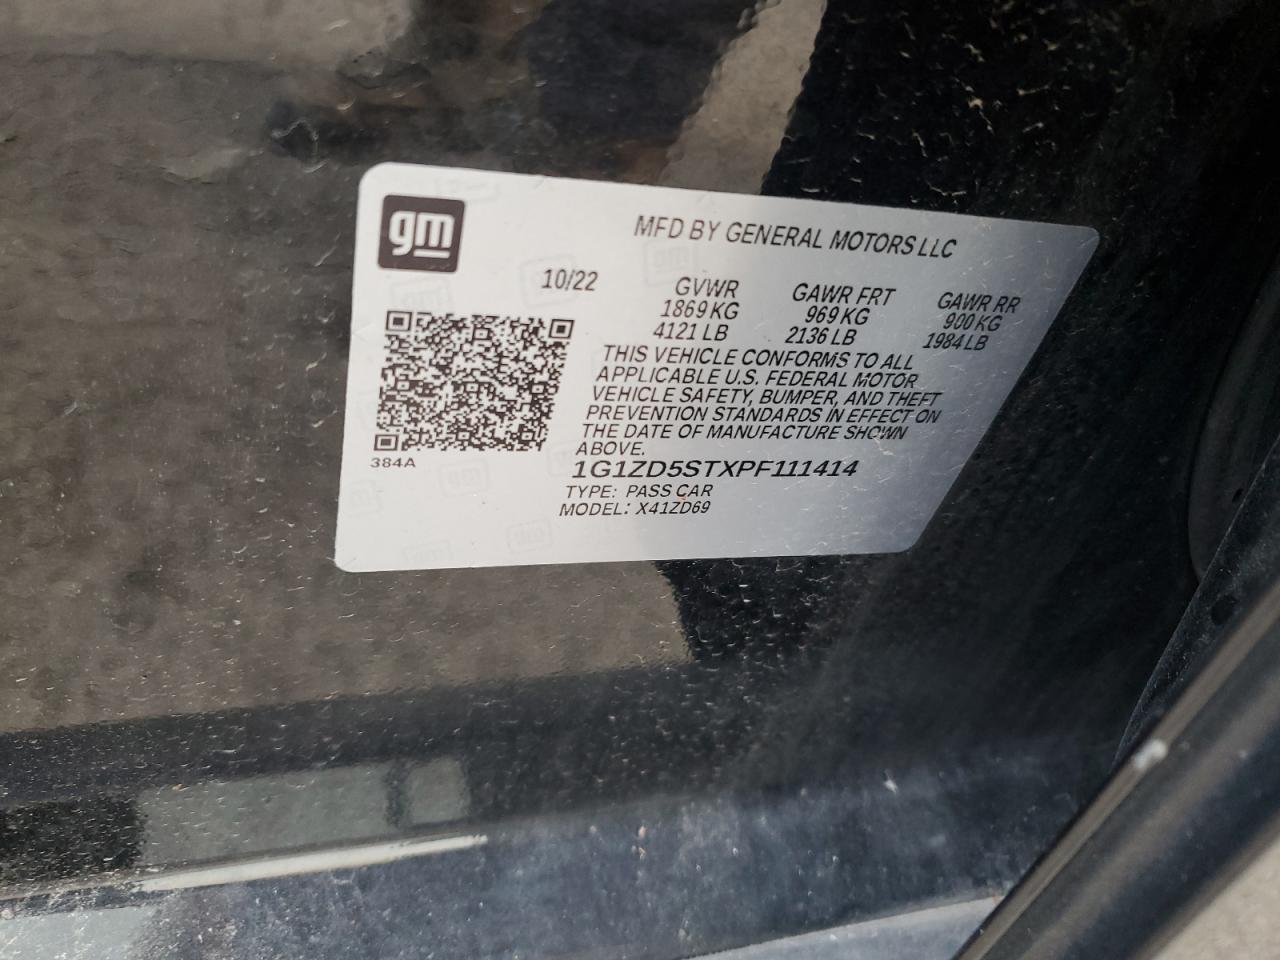 gm
MFD BY GENERAL MOTORS LLC
10/22 GVWR GAWR FRT GAWR RR
1869 KG 969 KG 900 KG
4121 LB 2136 LB 1984 LB
THIS VEHICLE CONFORMS TO ALL
APPLICABLE U.S. FEDERAL MOTOR
VEHICLE SAFETY, BUMPER, AND THEFT
PREVENTION STANDARDS IN EFFECT ON
THE DATE OF MANUFACTURE SHOWN
ABOVE.
384A
1G1ZD5STXPF111414
TYPE: PASS CAR
MODEL: X41ZD69